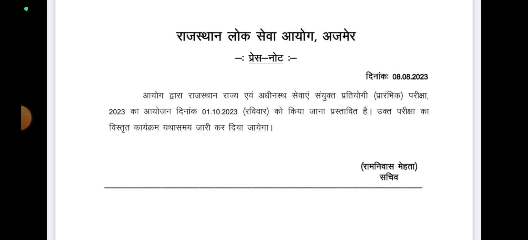 राजस्थान लोक सेवा आयोग, अजमेर
–: प्रेस–नोट :–
दिनांकः 08.08.2023
आयोग द्वारा राजस्थान राज्य एवं अधीनस्थ सेवाएं संयुक्त प्रतियोगी (प्रारंभिक) परीक्षा,
2023 का आयोजन दिनांक 01.10.2023 (रविवार) को किया जाना प्रस्तावित है। उक्त परीक्षा का
विस्तृत कार्यक्रम यथासमय जारी कर दिया जायेगा।
(रामनिवास मेहता)
सचिव